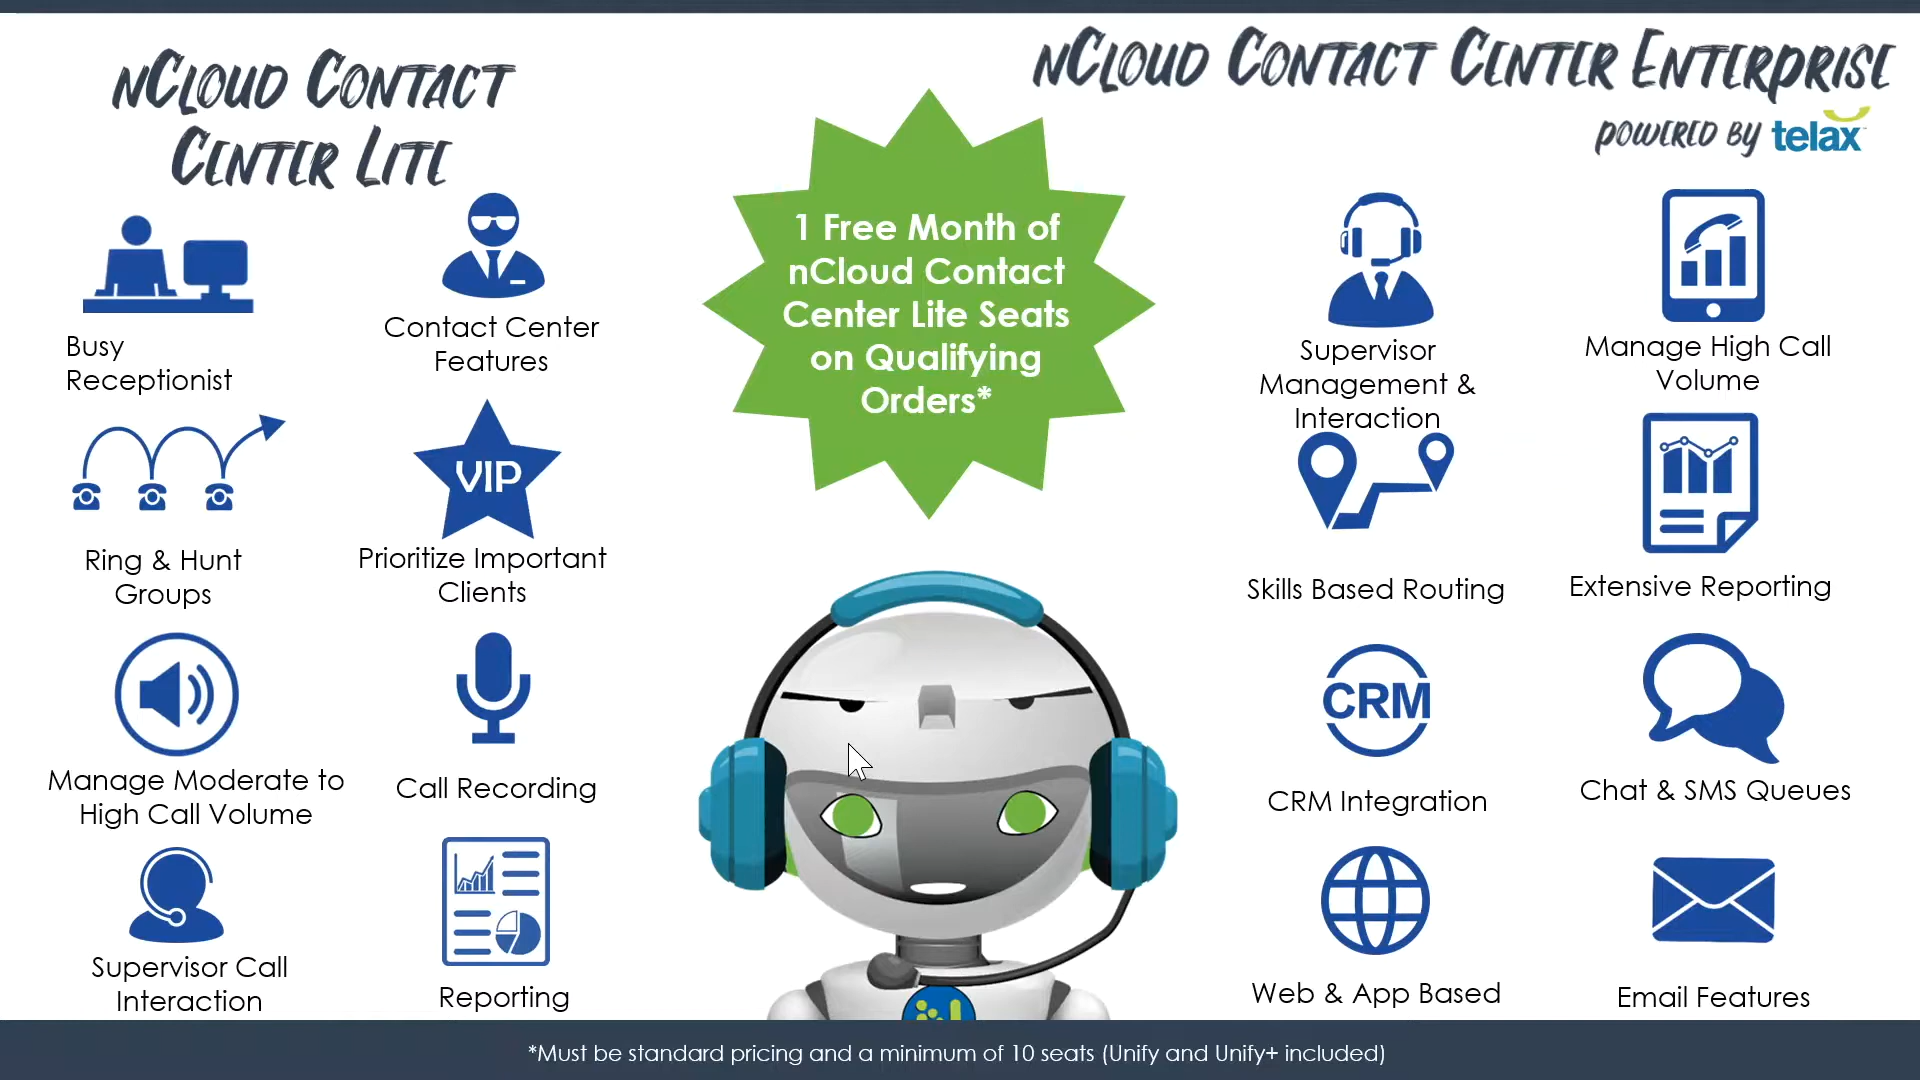 nCloud Contact
Center Lite
Busy
Receptionist
Contact Center
Features
Ring & Hunt
Groups
VIP
Prioritize Important
Clients
Manage Moderate to
High Call Volume
Call Recording
Supervisor Call
Interaction
Reporting
1 Free Month of
nCloud Contact
Center Lite Seats
on Qualifying
Orders*
nCloud Contact Center Enterprise
powered by telax
Supervisor
Management &
Interaction
Manage High Call
Volume
Skills Based Routing
Extensive Reporting
CRM
CRM Integration
Chat & SMS Queues
Web & App Based
Email Features
*Must be standard pricing and a minimum of 10 seats (Unify and Unify+ included)